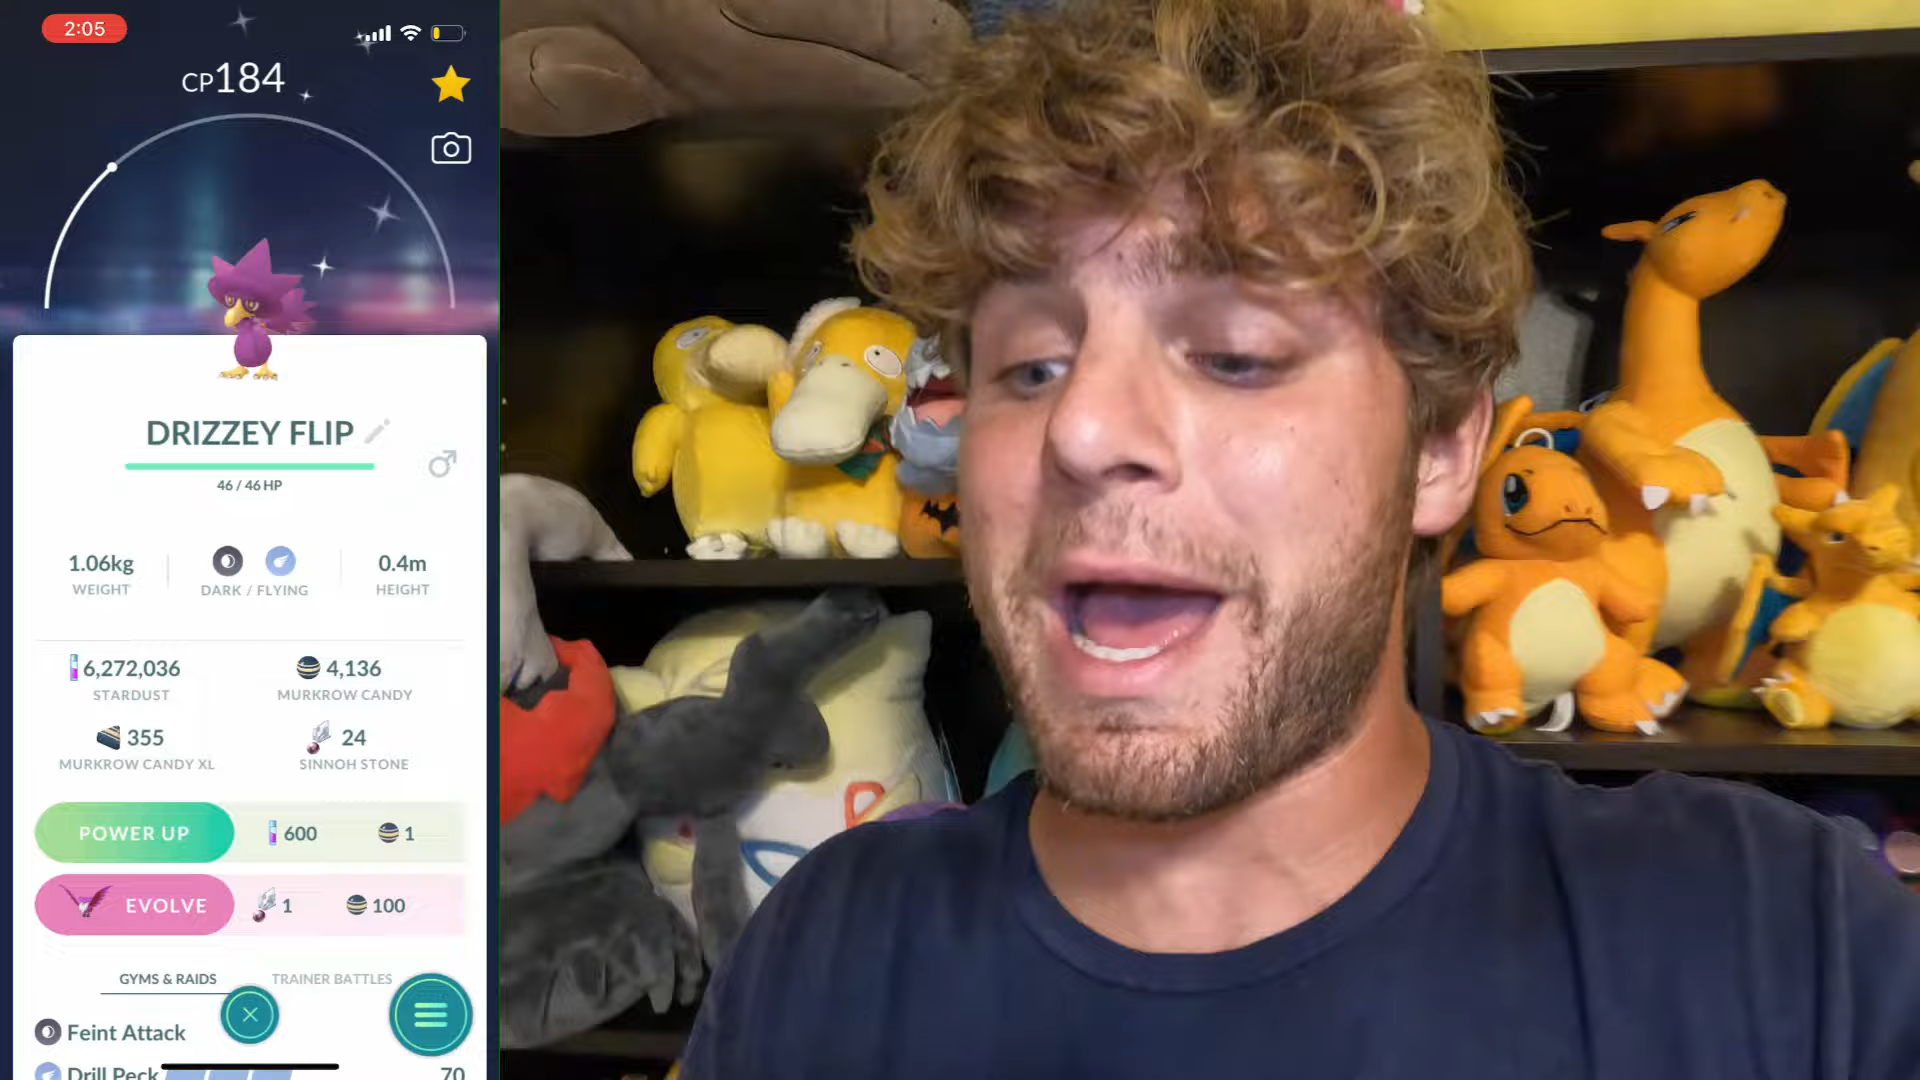 2:05
CP184
DRIZZEY FLIP
46 / 46 HP
1.06kg
WEIGHT
DARK / FLYING
0.4m
HEIGHT
6,272,036
STARDUST
4,136
MURKROW CANDY
355
MURKROW CANDY XL
24
SINNOH STONE
POWER UP
600
1
EVOLVE
1
100
GYMS & RAIDS
TRAINER BATTLES
Feint Attack
Drill Peck
70